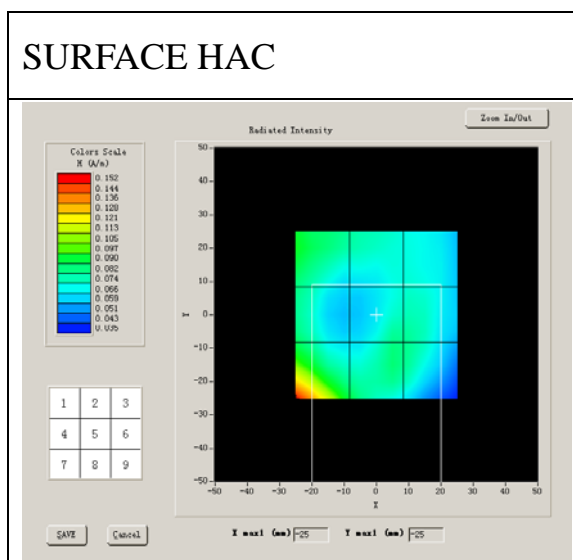 SURFACE HAC
Zoom In/Out
Radiated Intensity
Colors Scale
H (A/m)
0.152
0.144
0.136
0.128
0.121
0.113
0.105
0.097
0.090
0.082
0.074
0.066
0.059
0.051
0.043
0.035
50
40
30
20
10
0
-10
-20
-30
-40
-50
Y
-50 -40 -30 -20 -10 0 10 20 30 40 50
X
1 2 3
4 5 6
7 8 9
SAVE Cancel
X max1 (mm) -25 Y max1 (mm) -25